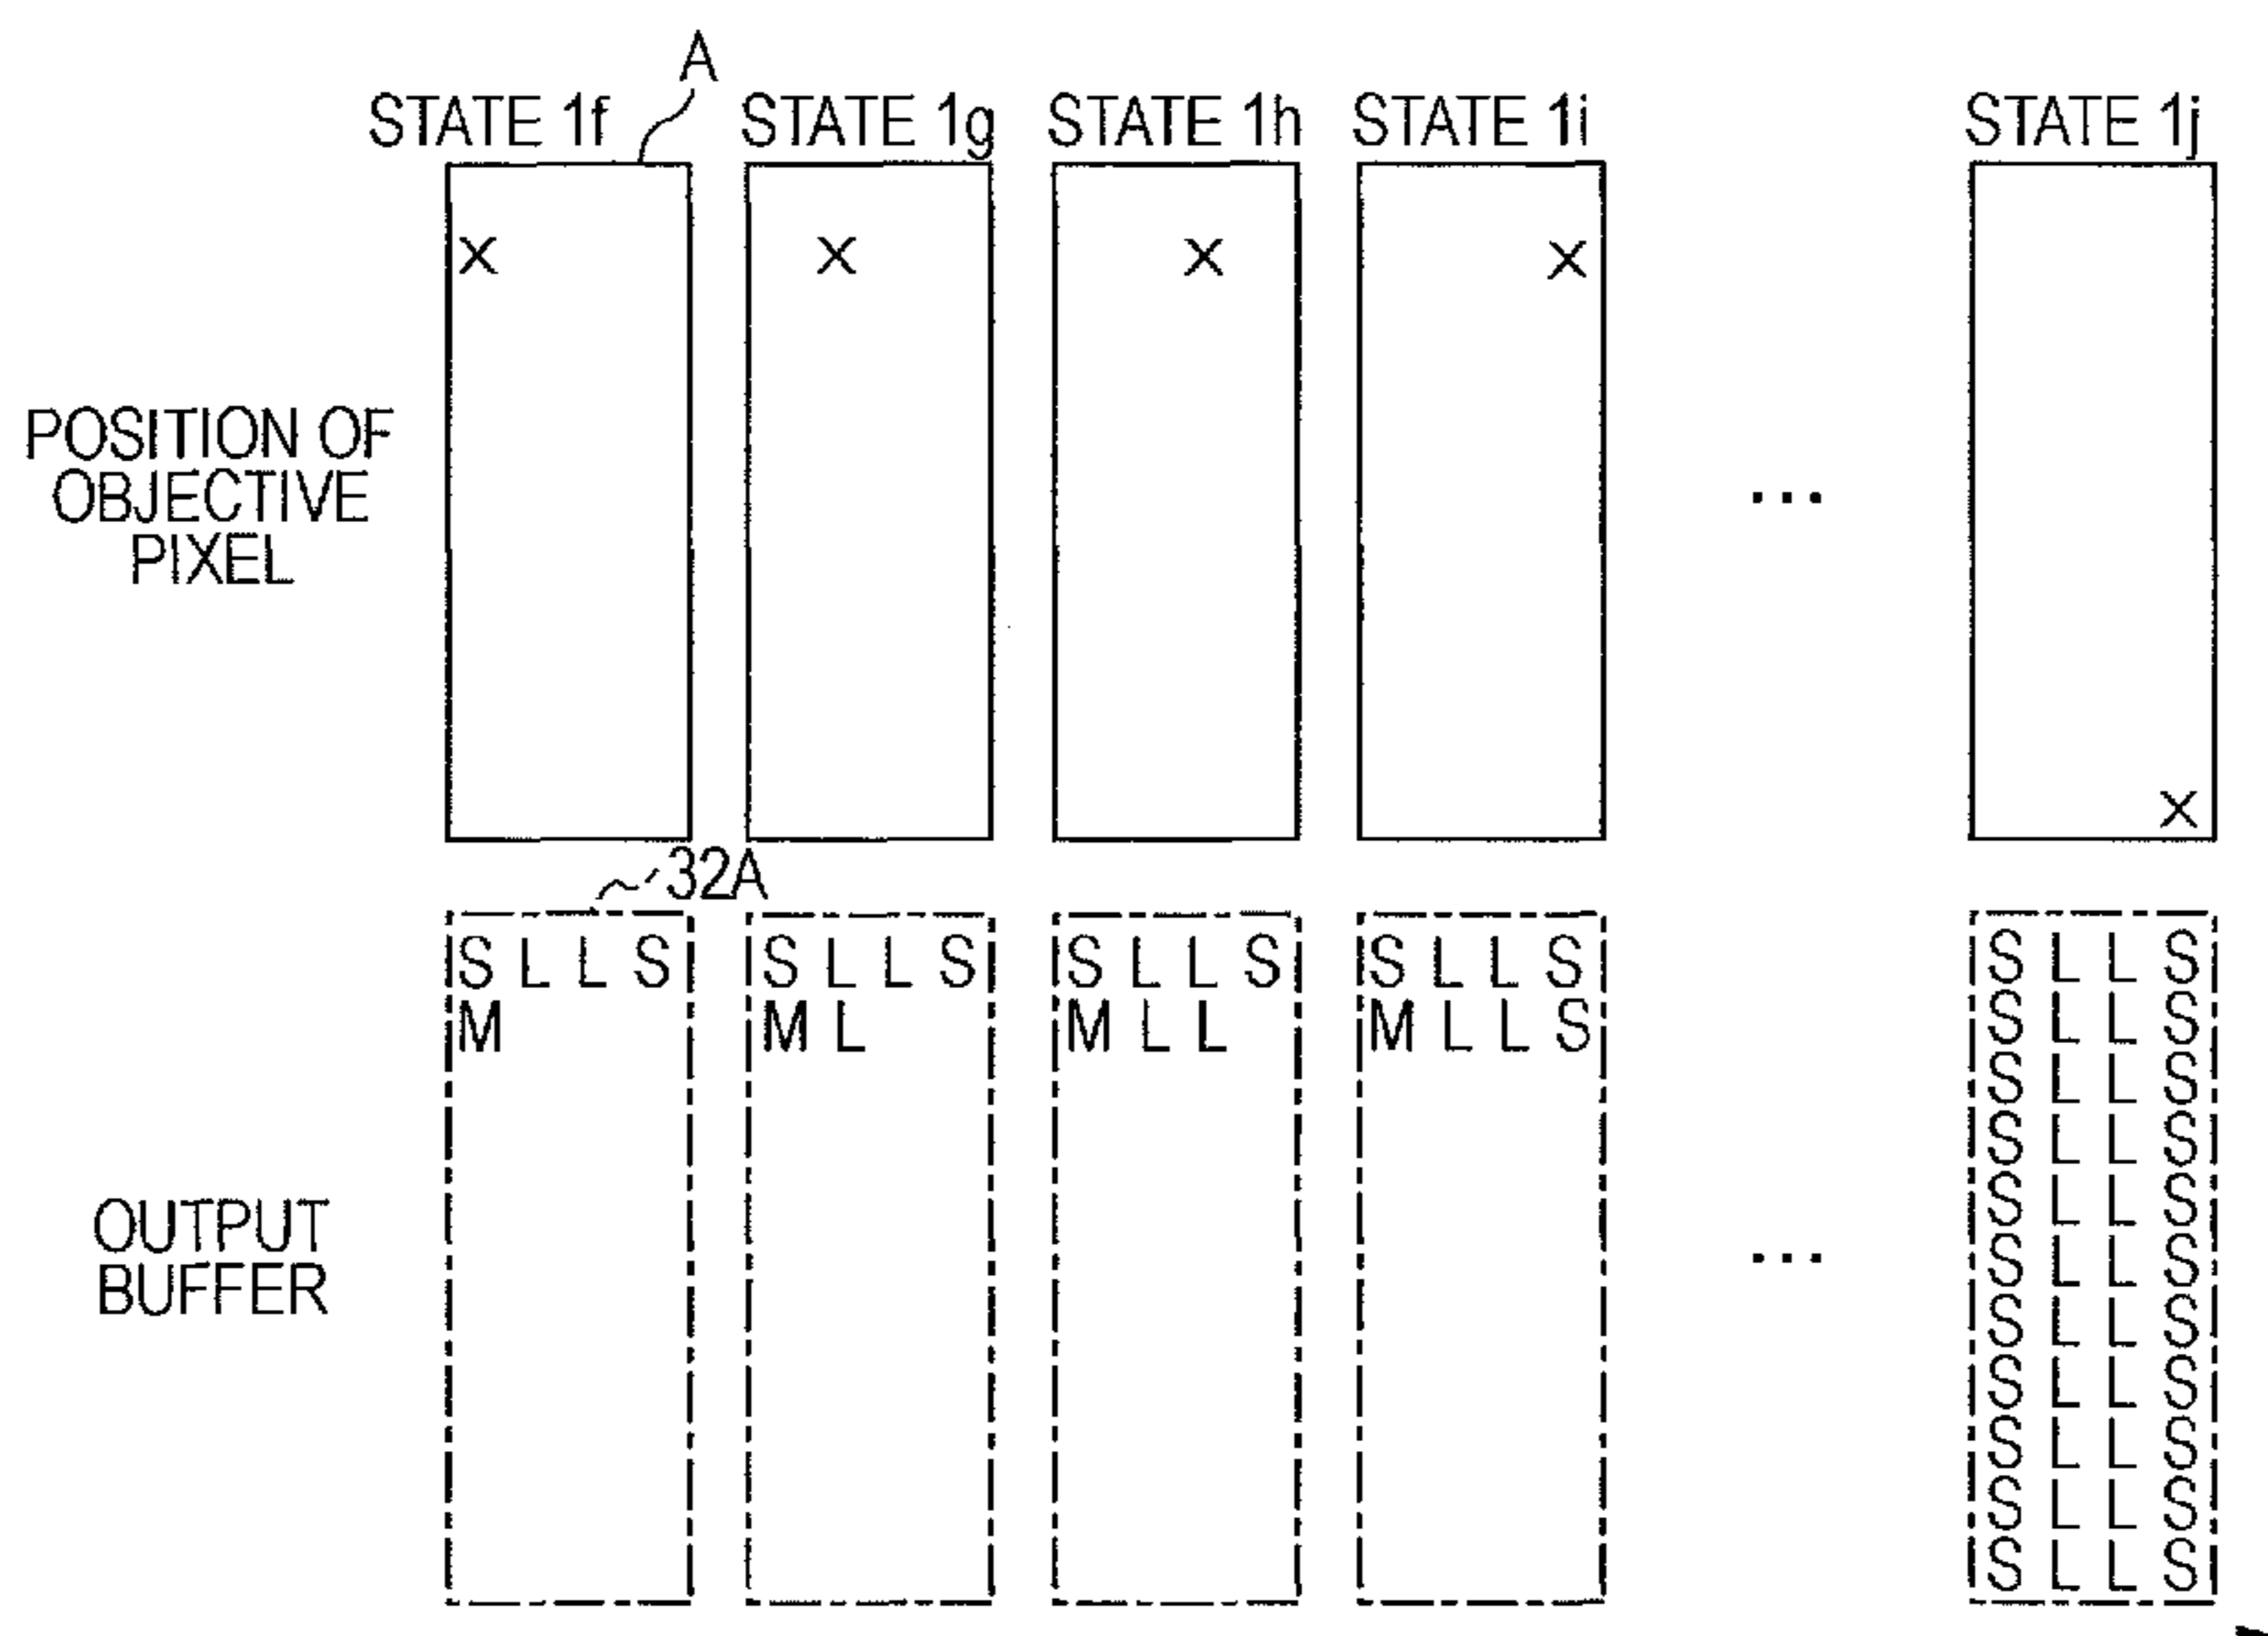 A
STATE 1f STATE 1g STATE 1h STATE 1i STATE 1j
X X X X
POSITION OF
OBJECTIVE
PIXEL
...
X
32A
S L L S S L L S S L L S S L L S S L L S
M M L M L L M L L S S L L S
S L L S
S L L S
S L L S
OUTPUT
BUFFER
...
S L L S
S L L S
S L L S
S L L S
S L L S
S L L S